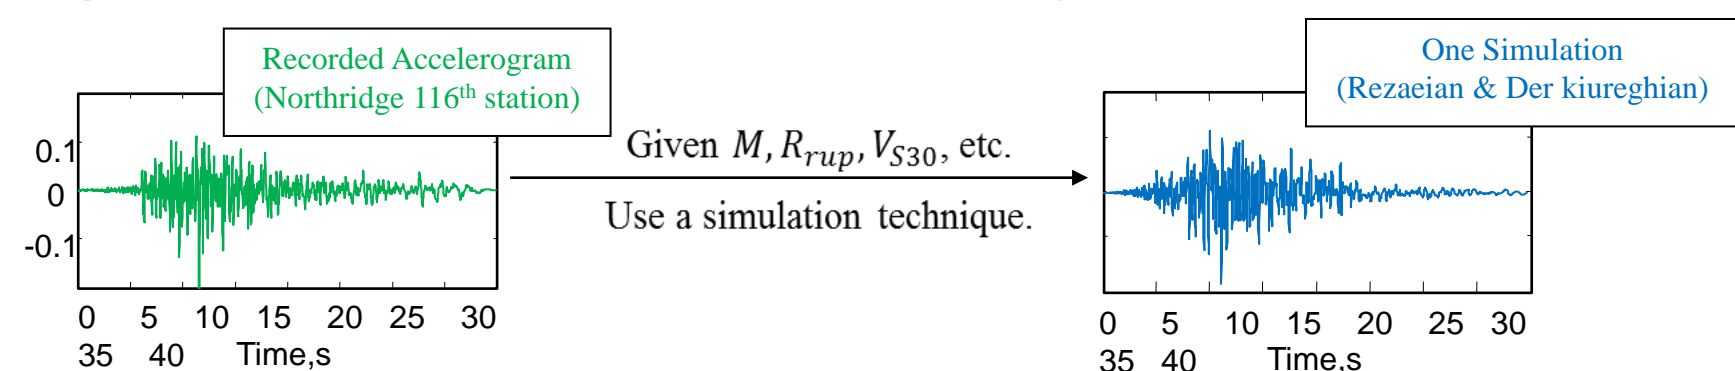 Recorded Accelerogram
(Northridge 116th station)
0.1
0
-0.1
0 5 10 15 20 25 30
35 40 Time,s
Given M, R_rup, V_S30, etc.
Use a simulation technique.
One Simulation
(Rezaeian & Der kiureghian)
0 5 10 15 20 25 30
35 40 Time,s